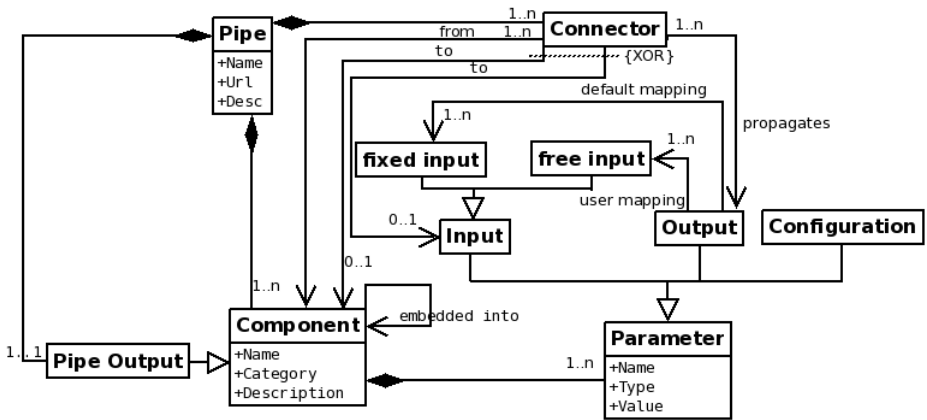 Pipe
+Name
+Url
+Desc
1..n
from
1..n
Connector
1..n
to
to
{XOR}
default mapping
1..n
propagates
fixed input
free input
1..n
user mapping
0..1
Input
Output
Configuration
0..1
1..n
Component
+Name
+Category
+Description
embedded into
1..1
Pipe Output
Parameter
+Name
+Type
+Value
1..n